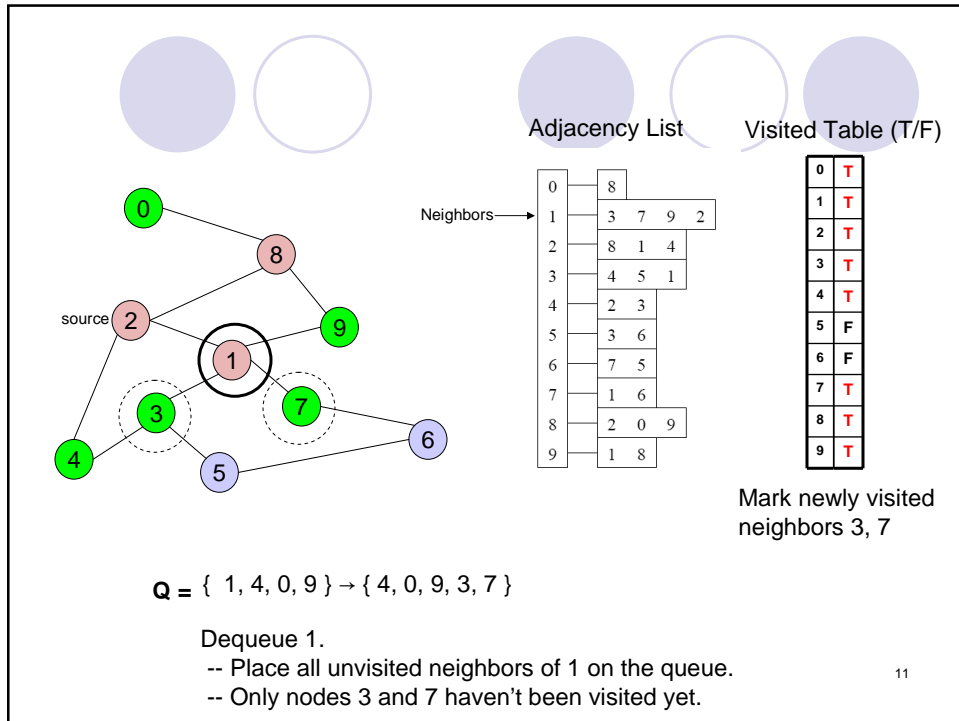 Adjacency List
Visited Table (T/F)
0 8
Neighbors 1 3 7 9 2
2 8 1 4
3 4 5 1
4 2 3
5 3 6
6 7 5
7 1 6
8 2 0 9
9 1 8
0 T
1 T
2 T
3 T
4 T
5 F
6 F
7 T
8 T
9 T
Mark newly visited
neighbors 3, 7
0
8
source 2
9
1
3
7
6
4
5
Q = { 1, 4, 0, 9 } → { 4, 0, 9, 3, 7 }
Dequeue 1.
-- Place all unvisited neighbors of 1 on the queue.
-- Only nodes 3 and 7 haven't been visited yet.
11